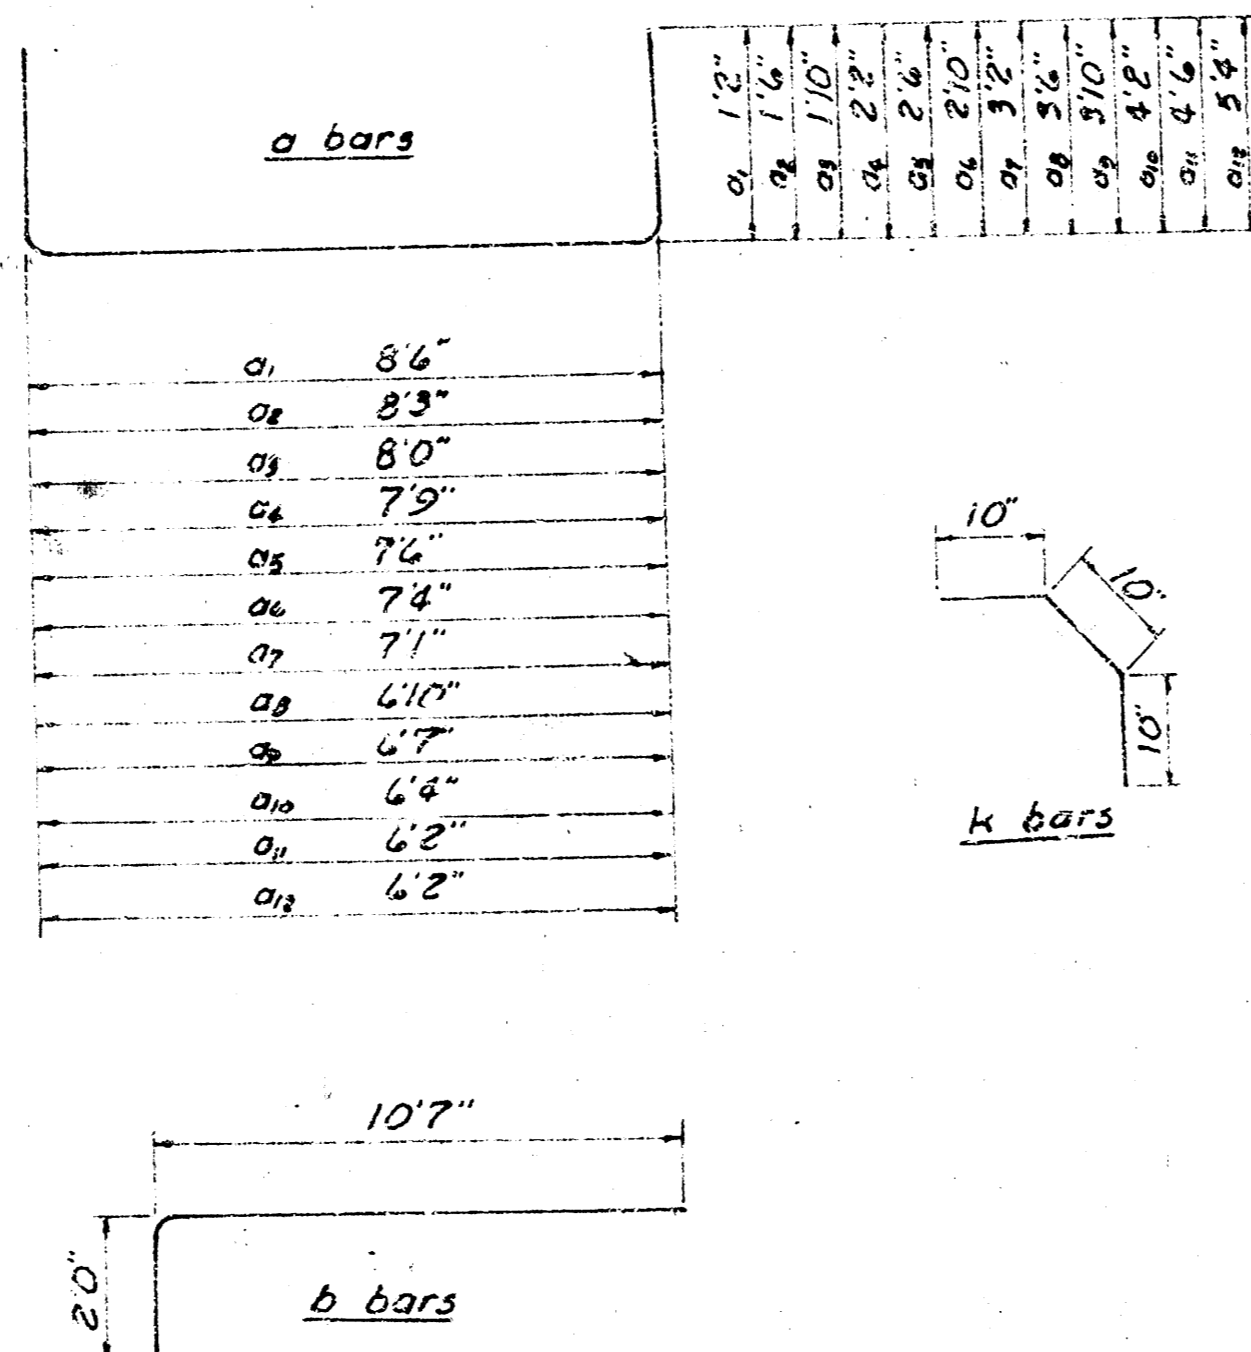 a bars
a1 1'2"
a2 1'6"
a3 1'10"
a4 2'2"
a5 2'6"
a6 2'10"
a7 3'2"
a8 3'6"
a9 3'10"
a10 4'2"
a11 4'6"
a12 5'4"
a1 8'6"
a2 8'3"
a3 8'0"
a4 7'9"
a5 7'6"
a6 7'4"
a7 7'1"
a8 6'10"
a9 6'7"
a10 6'4"
a11 6'2"
a12 6'2"
10"
10"
10"
k bars
10'7"
2'0"
b bars